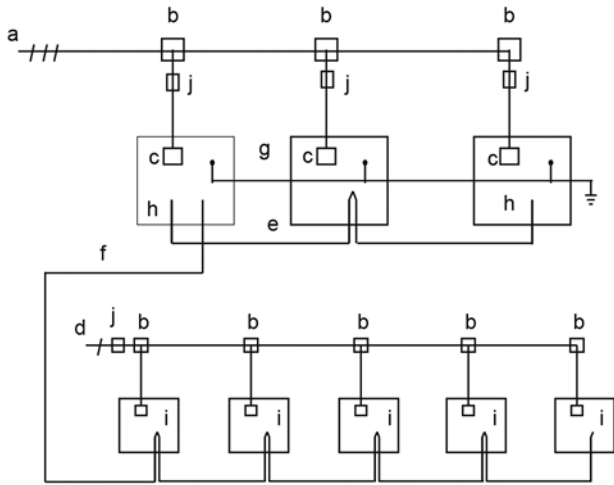 b b b
a
j j j
c c c
g
h h
e
f
d j b b b b b
i i i i i